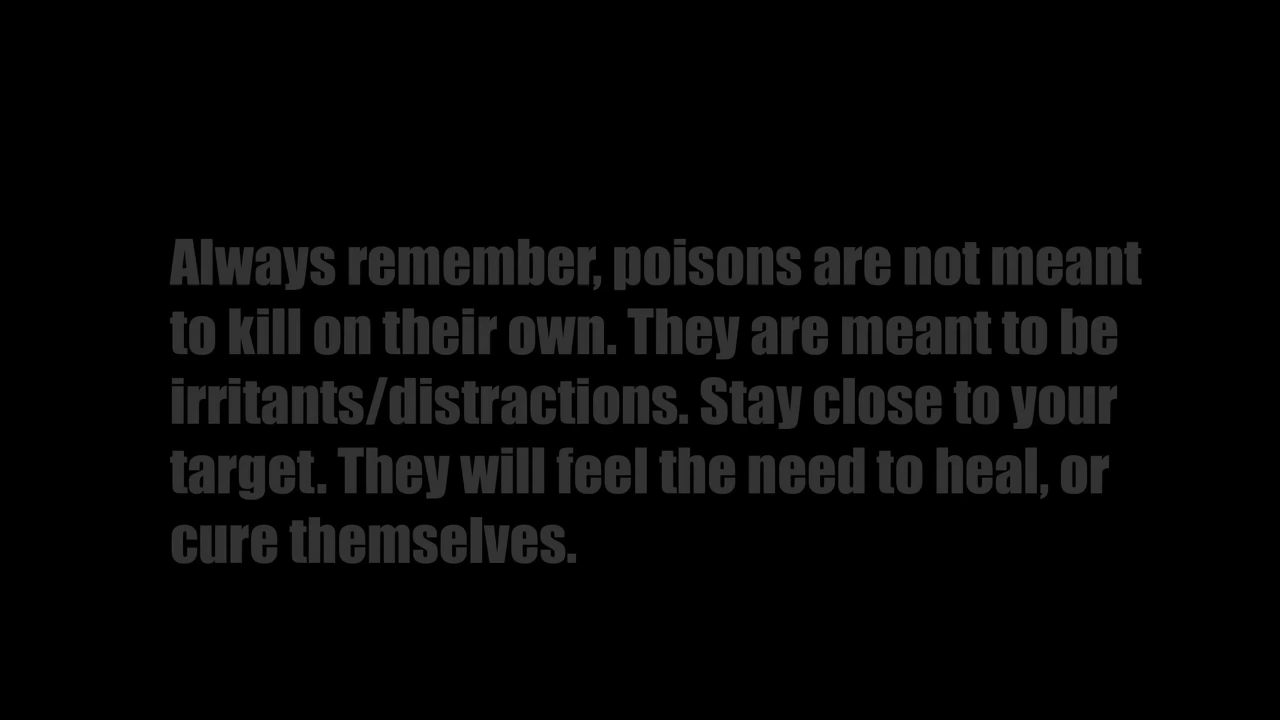 Always remember, poisons are not meant
to kill on their own. They are meant to be
irritants/distractions. Stay close to your
target. They will feel the need to heal, or
cure themselves.